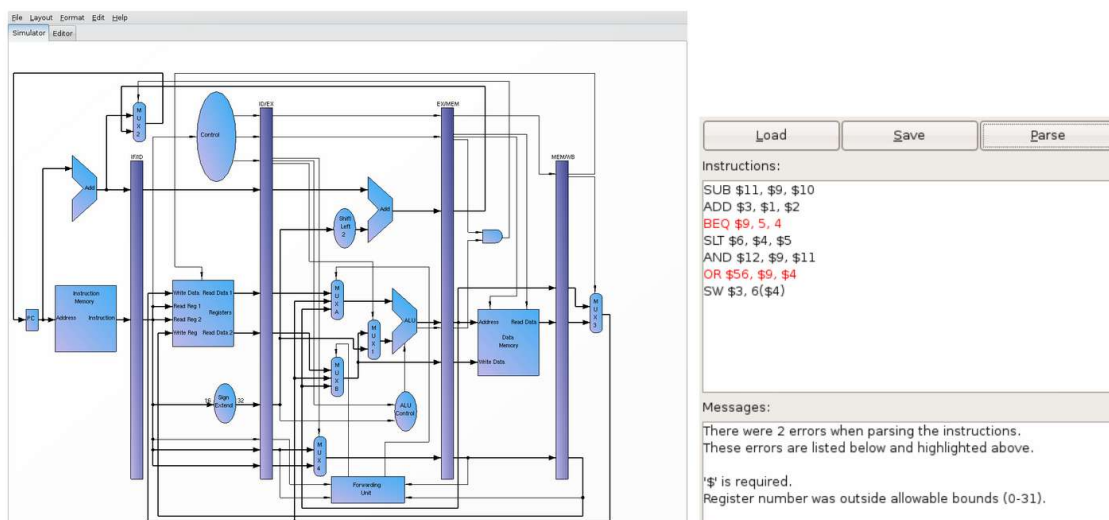 File Layout Format Edit Help
Simulator Editor
MUX2
Control
ID/EX
EX/MEM
IF/ID
MEM/WB
Add
Shift Left 2
Add
Instruction Memory
Address Instruction
PC
Write Data Read Data 1
Read Reg 1 Registers
Read Reg 2
Write Reg Read Data 2
MUXA
MUX1
MUXB
ALU
Address Read Data
Data Memory
Write Data
MUX3
16 Sign Extend 32
ALU Control
MUX4
Forwarding Unit
Load Save Parse
Instructions:
SUB $11, $9, $10
ADD $3, $1, $2
BEQ $9, 5, 4
SLT $6, $4, $5
AND $12, $9, $11
OR $56, $9, $4
SW $3, 6($4)
Messages:
There were 2 errors when parsing the instructions.
These errors are listed below and highlighted above.
'$' is required.
Register number was outside allowable bounds (0-31).